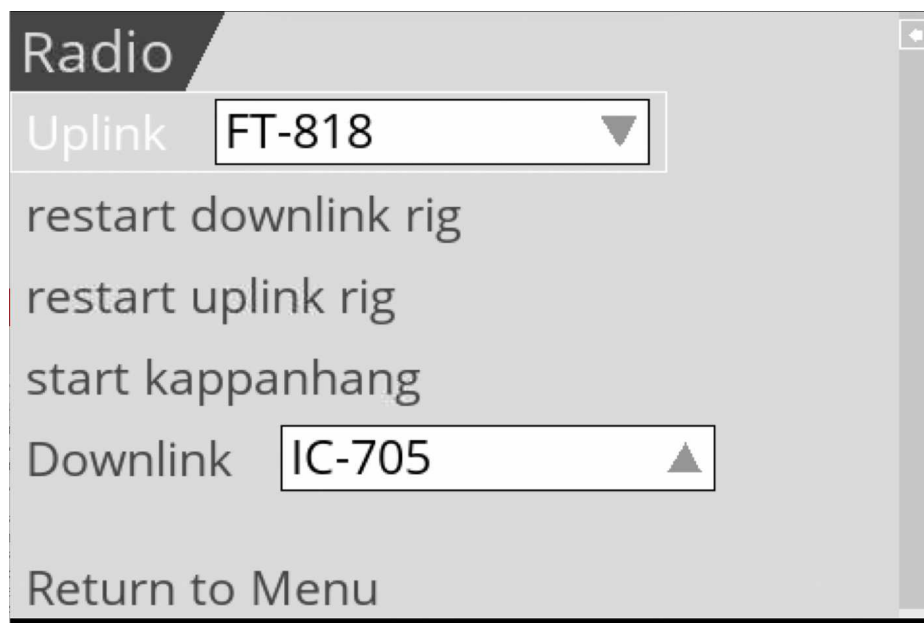 Radio
Uplink FT-818
restart downlink rig
restart uplink rig
start kappanhang
Downlink IC-705
Return to Menu